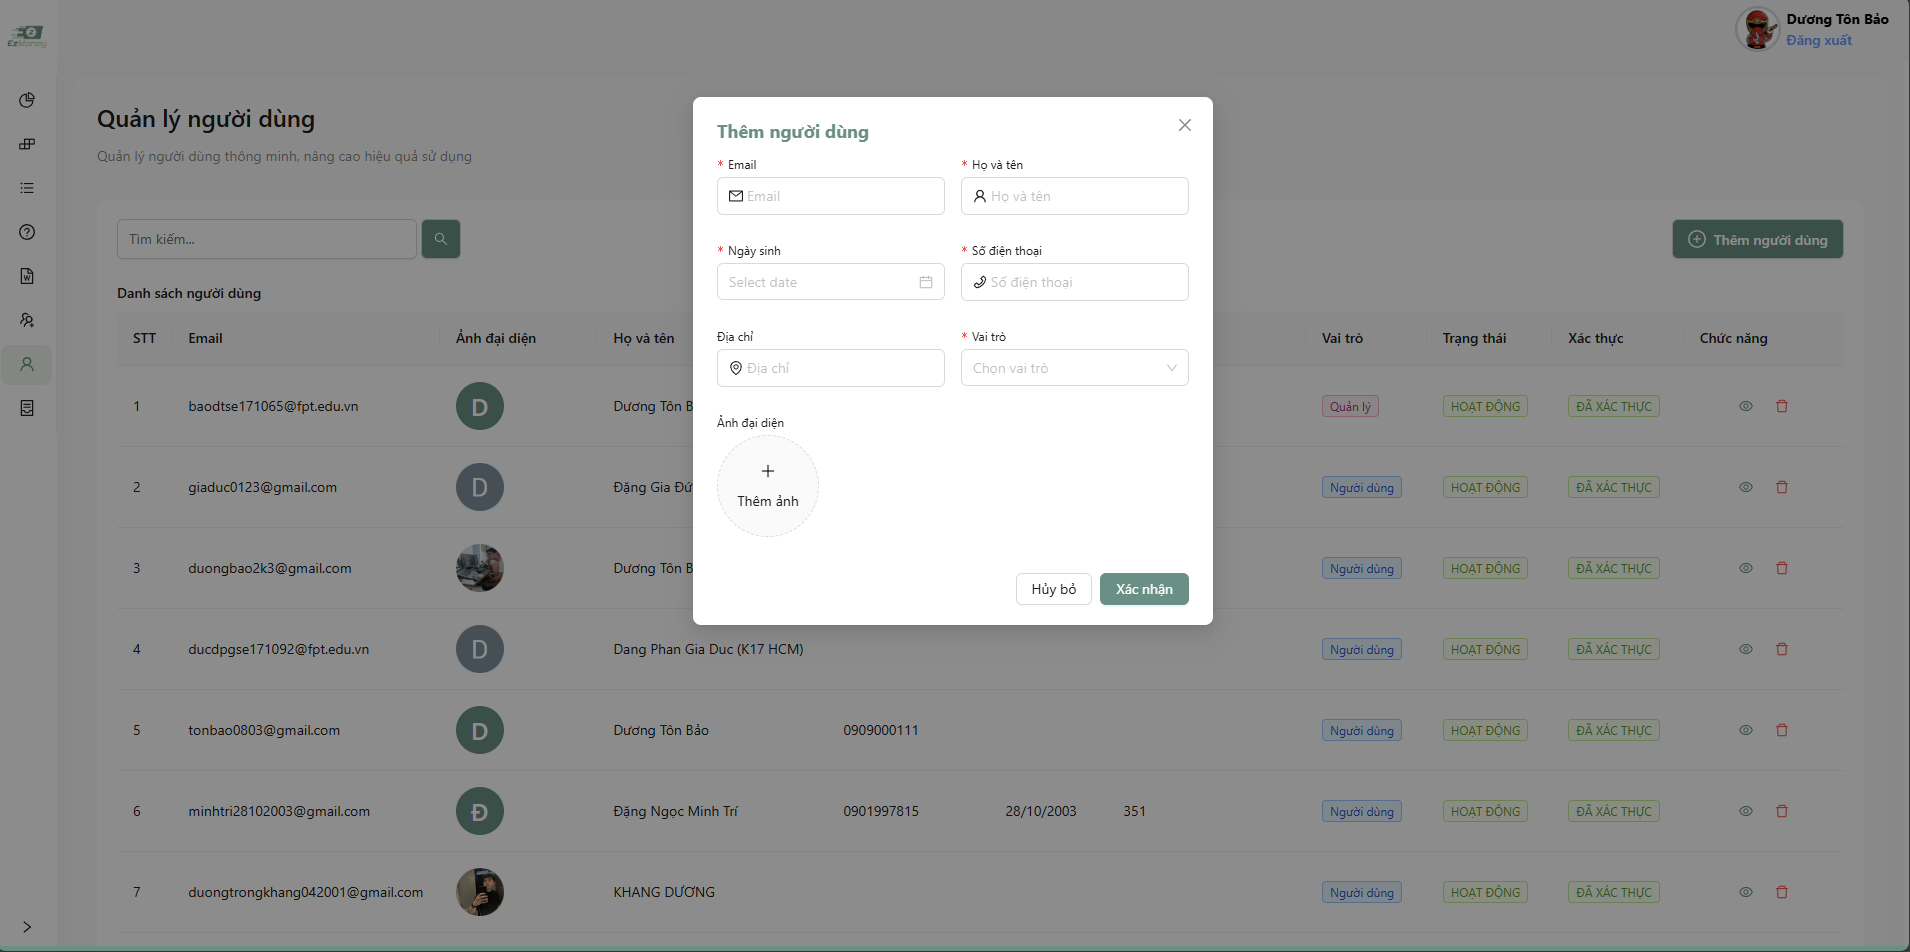 EzMoney
Dương Tôn Bảo
Đăng xuất
Quản lý người dùng
Quản lý người dùng thông minh, nâng cao hiệu quả sử dụng
Tìm kiếm...
Thêm người dùng
Danh sách người dùng
STT Email Ảnh đại diện Họ và tên Vai trò Trạng thái Xác thực Chức năng
1 baodtse171065@fpt.edu.vn D Dương Tôn B Quản lý HOẠT ĐỘNG ĐÃ XÁC THỰC
2 giaduc0123@gmail.com D Đặng Gia Đứ Người dùng HOẠT ĐỘNG ĐÃ XÁC THỰC
3 duongbao2k3@gmail.com Dương Tôn B Người dùng HOẠT ĐỘNG ĐÃ XÁC THỰC
4 ducdpgse171092@fpt.edu.vn D Dang Phan Gia Duc (K17 HCM) Người dùng HOẠT ĐỘNG ĐÃ XÁC THỰC
5 tonbao0803@gmail.com D Dương Tôn Bảo 0909000111 Người dùng HOẠT ĐỘNG ĐÃ XÁC THỰC
6 minhtri28102003@gmail.com Đ Đặng Ngọc Minh Trí 0901997815 28/10/2003 351 Người dùng HOẠT ĐỘNG ĐÃ XÁC THỰC
7 duongtrongkhang042001@gmail.com KHANG DƯƠNG Người dùng HOẠT ĐỘNG ĐÃ XÁC THỰC
Thêm người dùng
* Email * Họ và tên
Email Họ và tên
* Ngày sinh * Số điện thoại
Select date Số điện thoại
Địa chỉ * Vai trò
Địa chỉ Chọn vai trò
Ảnh đại diện
Thêm ảnh
Hủy bỏ Xác nhận